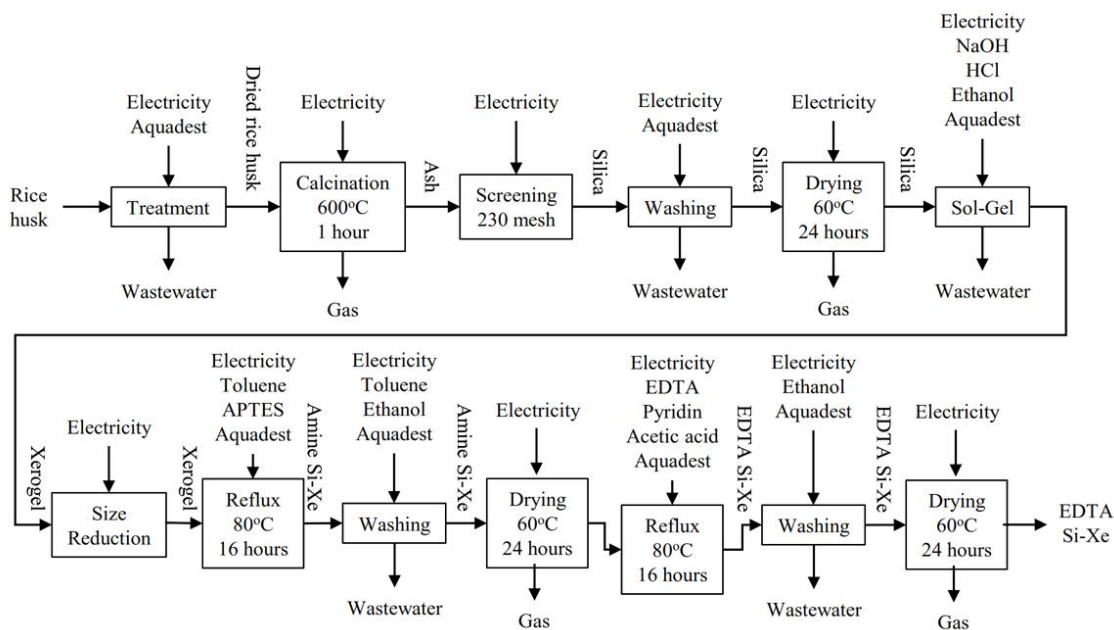 Rice
husk
Electricity
Aquadest
Treatment
Wastewater
Dried rice husk
Electricity
Calcination
600°C
1 hour
Gas
Ash
Electricity
Screening
230 mesh
Silica
Electricity
Aquadest
Washing
Wastewater
Silica
Electricity
Drying
60°C
24 hours
Gas
Silica
Electricity
NaOH
HCl
Ethanol
Aquadest
Sol-Gel
Wastewater
Xerogel
Electricity
Size
Reduction
Xerogel
Electricity
Toluene
APTES
Aquadest
Reflux
80°C
16 hours
Amine Si-Xe
Electricity
Toluene
Ethanol
Aquadest
Washing
Wastewater
Amine Si-Xe
Electricity
Drying
60°C
24 hours
Gas
Electricity
EDTA
Pyridin
Acetic acid
Aquadest
Reflux
80°C
16 hours
EDTA Si-Xe
Electricity
Ethanol
Aquadest
Washing
Wastewater
EDTA Si-Xe
Electricity
Drying
60°C
24 hours
Gas
EDTA
Si-Xe